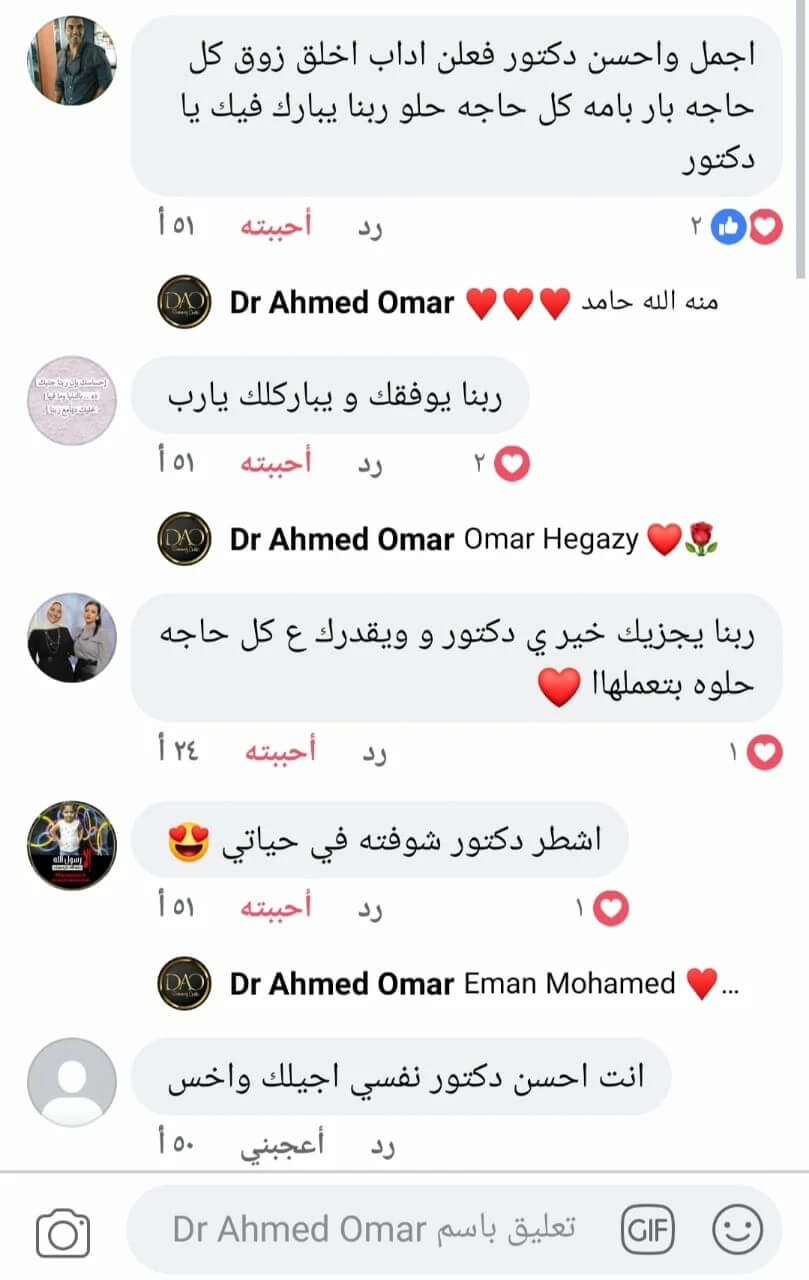 اجمل واحسن دكتور فعلن اداب اخلق زوق كل
حاجه بار بامه كل حاجه حلو ربنا يبارك فيك يا
دكتور
٥١ أ أحببته رد ٢
Dr Ahmed Omar منه الله حامد ♥️♥️♥️
ربنا يوفقك و يباركلك يارب
٥١ أ أحببته رد ٢
Dr Ahmed Omar Omar Hegazy ❤️🌹
ربنا يجزيك خير ي دكتور و ويقدرك ع كل حاجه
حلوه بتعملهاا ❤️
٢٤ أ أحببته رد ١
اشطر دكتور شوفته في حياتي 😍
٥١ أ أحببته رد ١
Dr Ahmed Omar Eman Mohamed ♥️...
انت احسن دكتور نفسي اجيلك واخس
٥٠ أ أعجبني رد
تعليق باسم Dr Ahmed Omar GIF